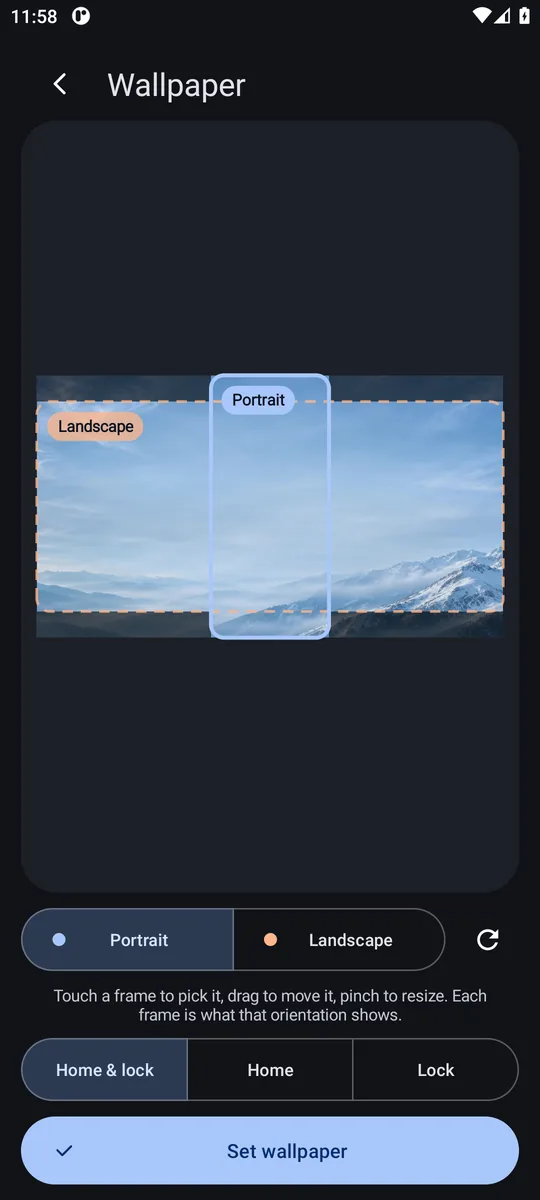 11:58
Wallpaper
Portrait
Landscape
Portrait
Landscape
Touch a frame to pick it, drag to move it, pinch to resize. Each
frame is what that orientation shows.
Home & lock
Home
Lock
Set wallpaper